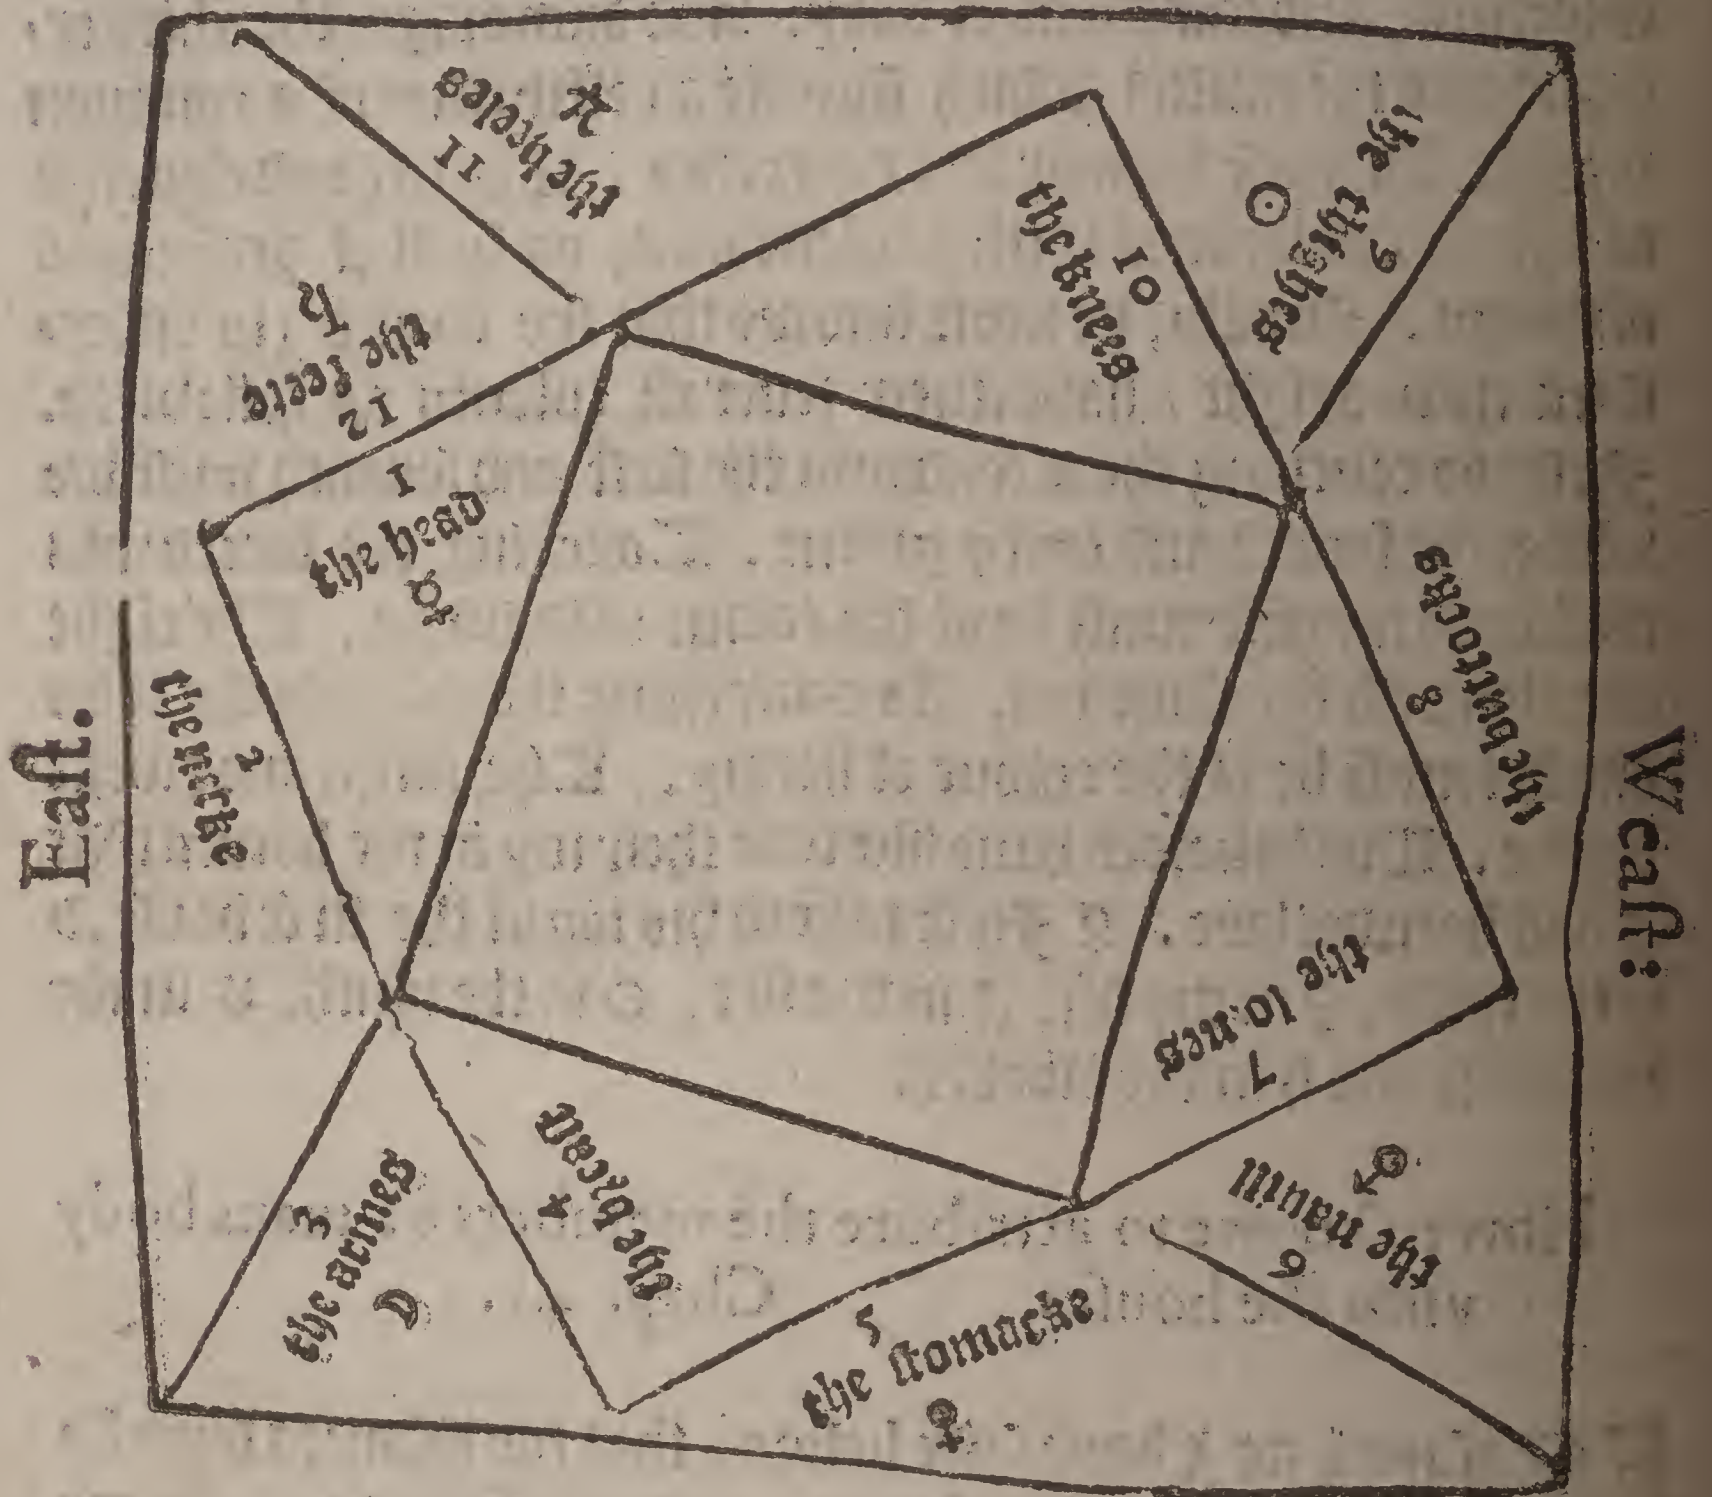 Eaſt.
1
the head
☿
2
the necke
3
the armes
☽
4
the breaſt
5
the ſtomacke
♀
6
the nauill
♂
7
the loines
8
the buttocks
9
the thighes
☉
10
the knees
11
the heeles
♃
12
the feete
♄
Weaſt: